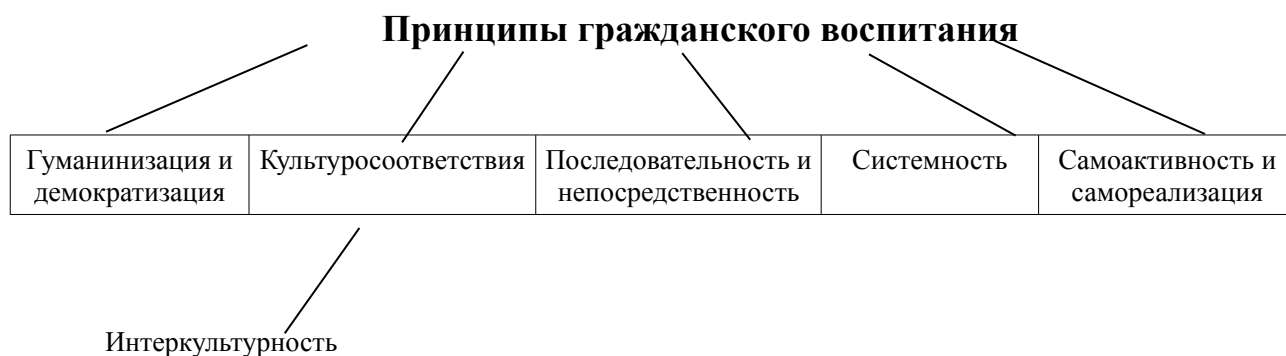 Принципы гражданского воспитания
Гуманинизация и
демократизация
Культуросоответствия
Последовательность и
непосредственность
Системность
Самоактивность и
самореализация
Интеркультурность